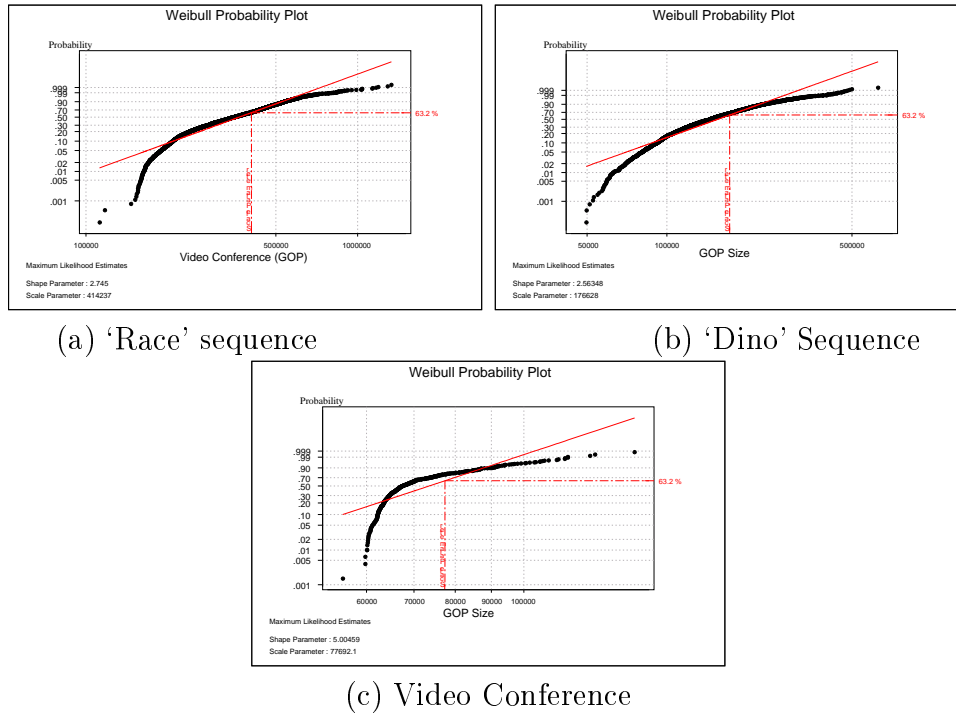 Weibull Probability Plot
Probability
.999
.99
.90
.70
.50
.30
.20
.10
.05
.02
.01
.005
.001
63.2 %
100000 500000 1000000
Video Conference (GOP)
Maximum Likelihood Estimates
Shape Parameter : 2.745
Scale Parameter : 414237
(a) ‘Race’ sequence
Weibull Probability Plot
Probability
.999
.99
.90
.70
.50
.30
.20
.10
.05
.02
.01
.005
.001
63.2 %
50000 100000 500000
GOP Size
Maximum Likelihood Estimates
Shape Parameter : 2.56348
Scale Parameter : 176628
(b) ‘Dino’ Sequence
Weibull Probability Plot
Probability
.999
.99
.90
.70
.50
.30
.20
.10
.05
.02
.01
.005
.001
63.2 %
60000 70000 80000 90000 100000
GOP Size
Maximum Likelihood Estimates
Shape Parameter : 5.00459
Scale Parameter : 77692.1
(c) Video Conference